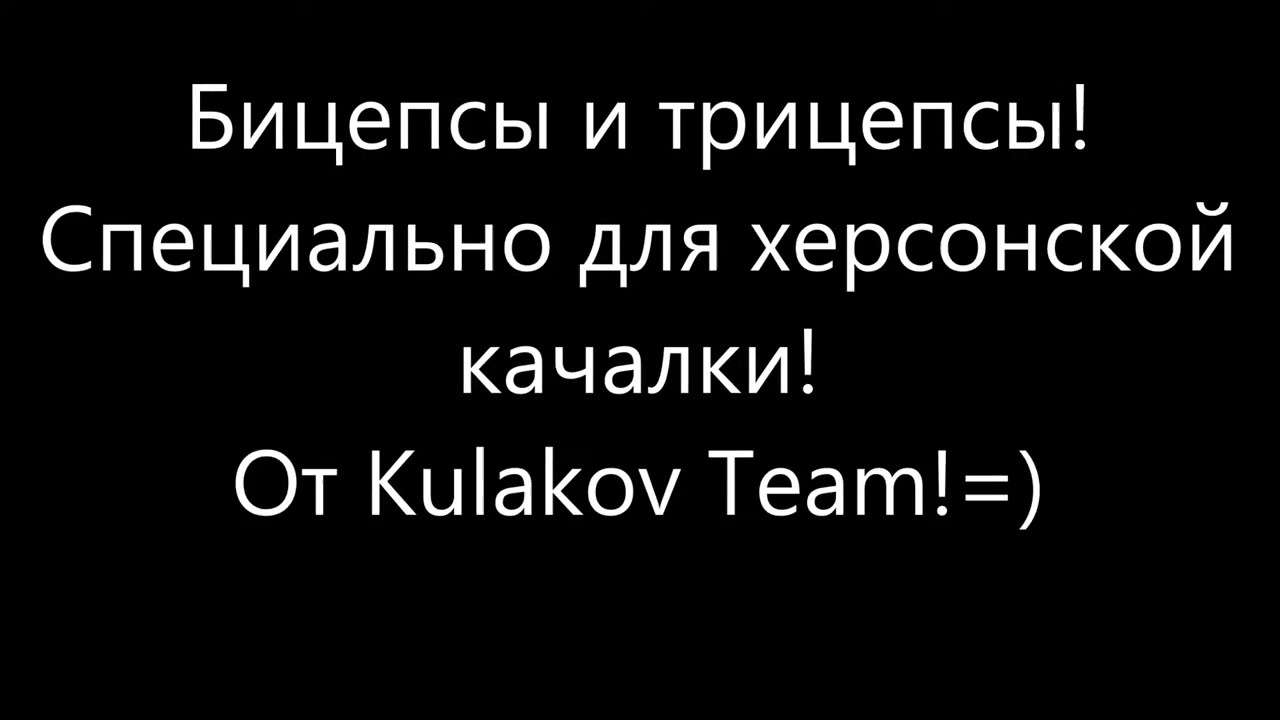 Бицепсы и трицепсы!
Специально для херсонской
качалки!
От Kulakov Team!=)